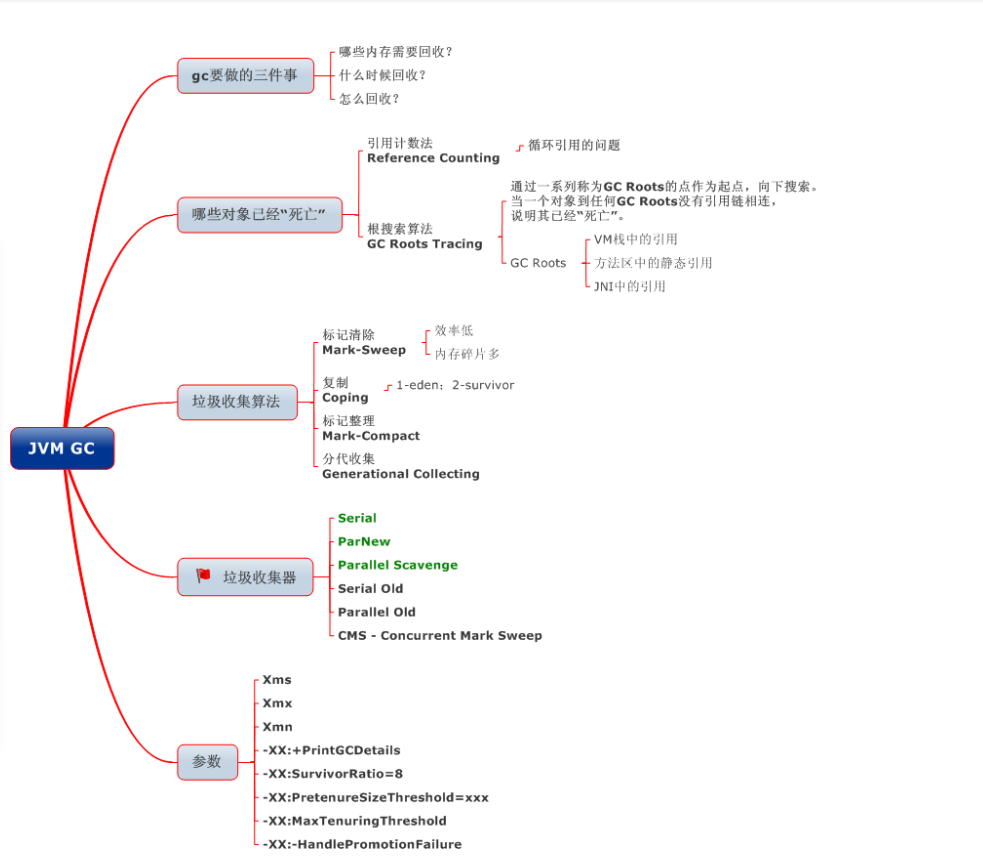 gc要做的三件事
哪些内存需要回收？
什么时候回收？
怎么回收？
哪些对象已经“死亡”
引用计数法
Reference Counting
循环引用的问题
根搜索算法
GC Roots Tracing
通过一系列称为GC Roots的点作为起点，向下搜索。
当一个对象到任何GC Roots没有引用链相连，
说明其已经“死亡”。
GC Roots
VM栈中的引用
方法区中的静态引用
JNI中的引用
JVM GC
垃圾收集算法
标记清除
Mark-Sweep
效率低
内存碎片多
复制
Coping
1-eden；2-survivor
标记整理
Mark-Compact
分代收集
Generational Collecting
垃圾收集器
Serial
ParNew
Parallel Scavenge
Serial Old
Parallel Old
CMS - Concurrent Mark Sweep
参数
Xms
Xmx
Xmn
-XX:+PrintGCDetails
-XX:SurvivorRatio=8
-XX:PretenureSizeThreshold=xxx
-XX:MaxTenuringThreshold
-XX:-HandlePromotionFailure